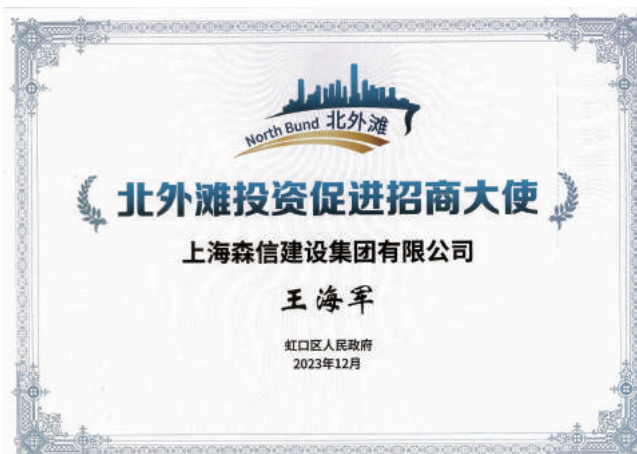 North Bund 北外滩
北外滩投资促进招商大使
上海森信建设集团有限公司
王海军
虹口区人民政府
2023年12月